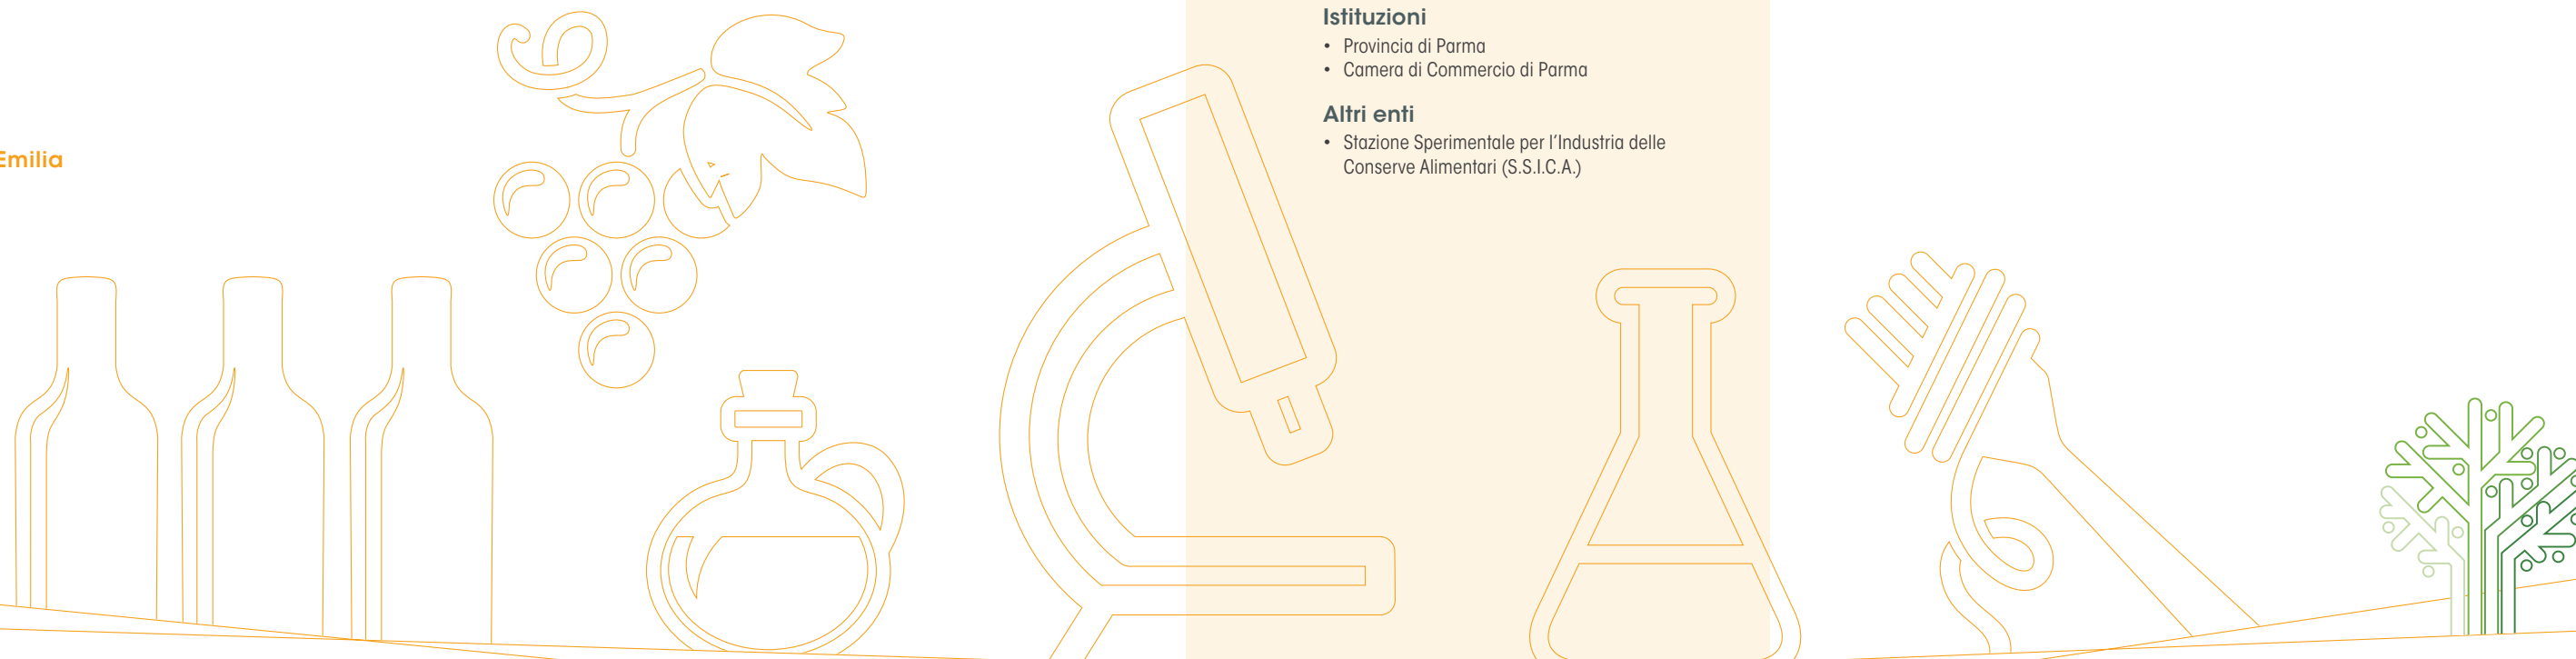 Emilia
Istituzioni
• Provincia di Parma
• Camera di Commercio di Parma
Altri enti
• Stazione Sperimentale per l’Industria delle
Conserve Alimentari (S.S.I.C.A.)